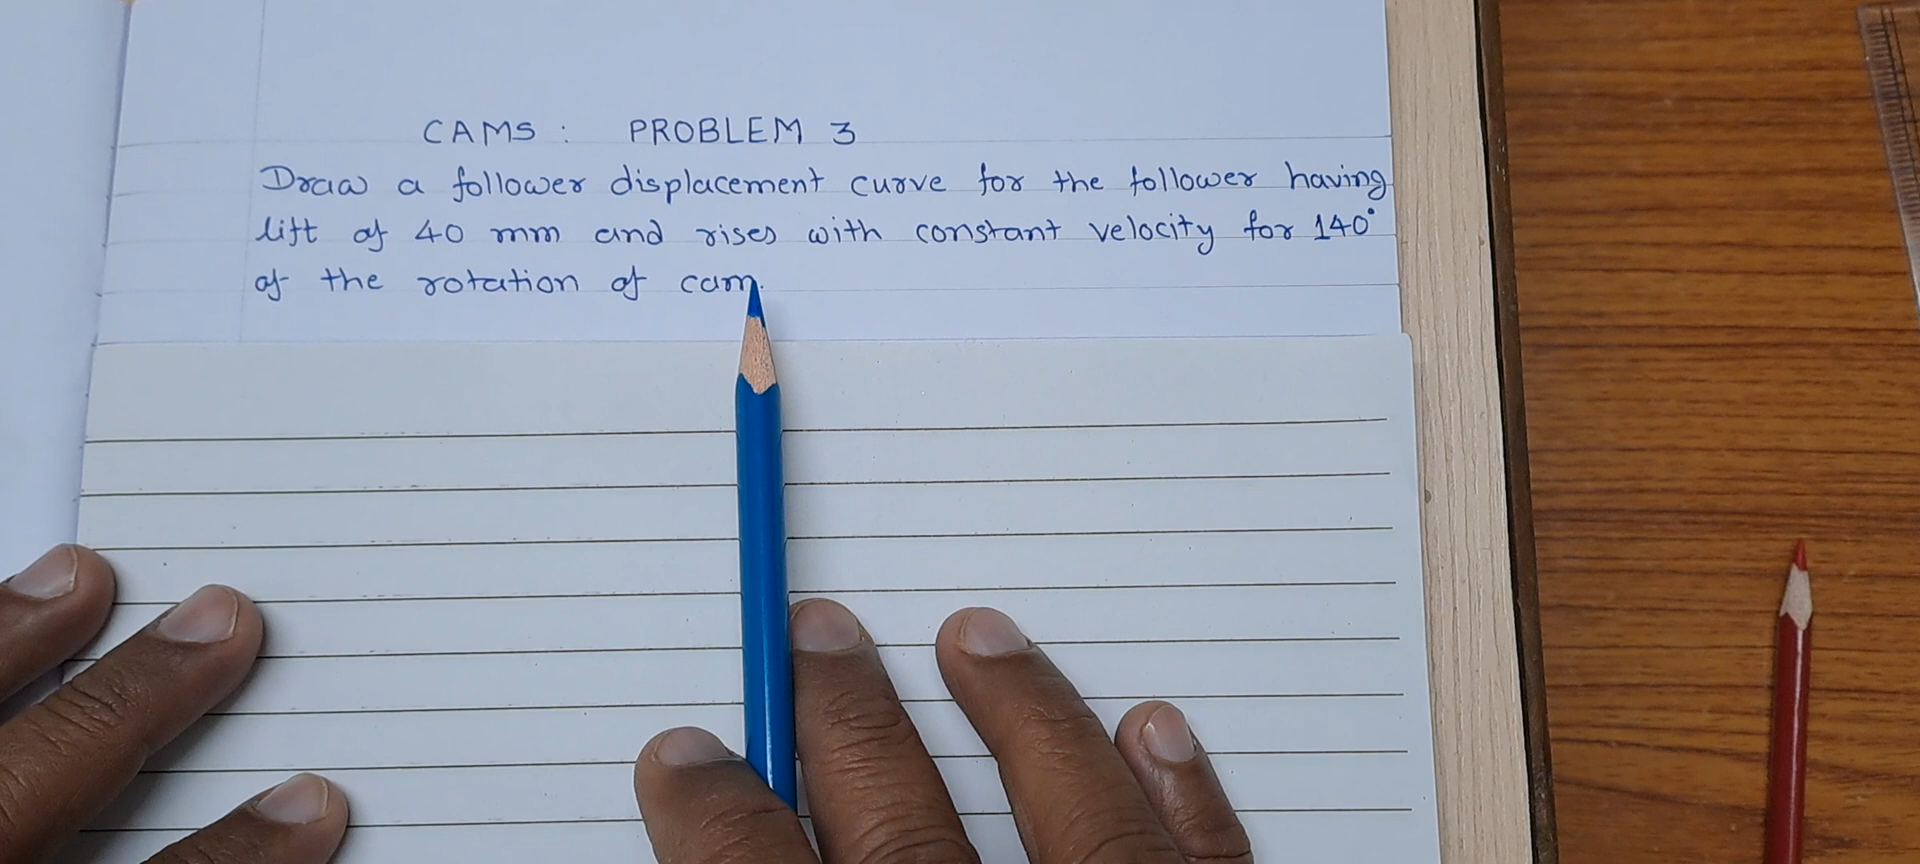 CAMS : PROBLEM 3
Draw a follower displacement curve for the follower having
lift of 40 mm and rises with constant velocity for 140°
of the rotation of cam.